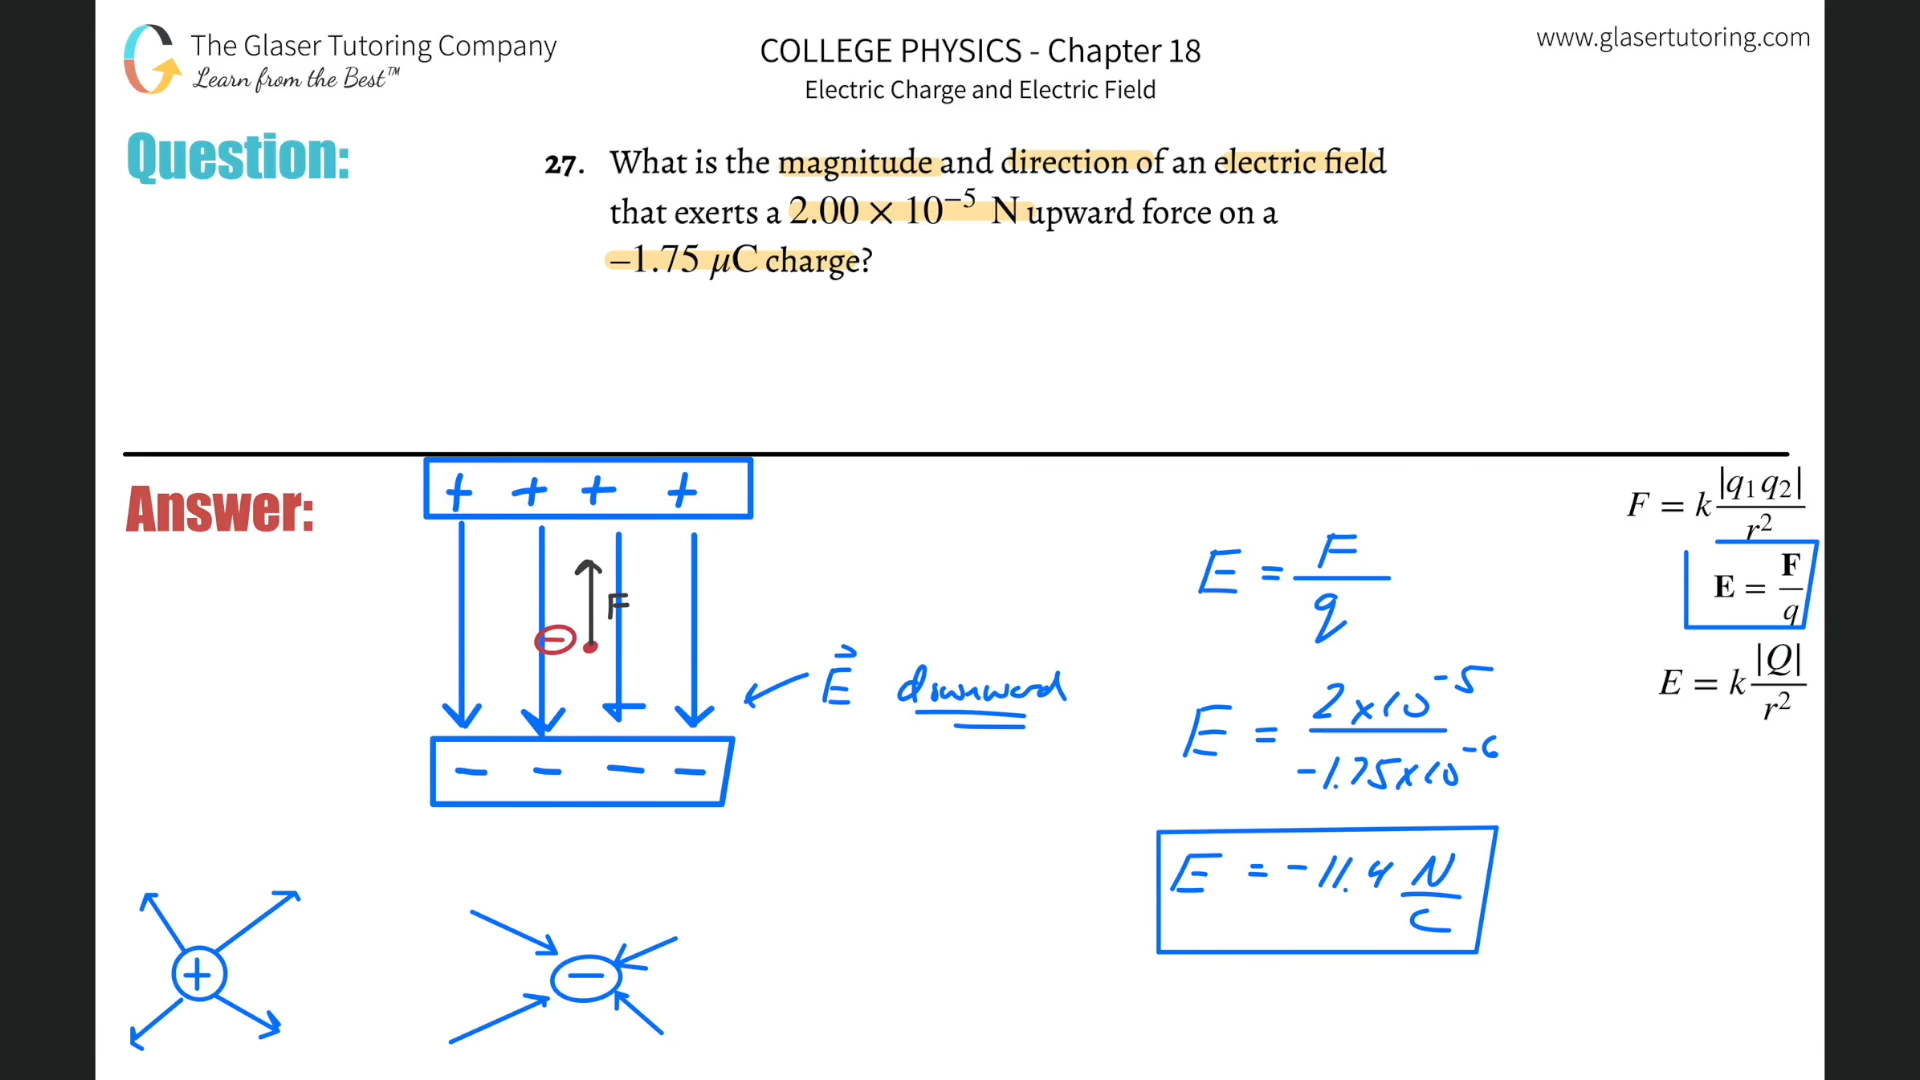 The Glaser Tutoring Company
Learn from the Best™
COLLEGE PHYSICS - Chapter 18
Electric Charge and Electric Field
www.glasertutoring.com
Question:
27. What is the magnitude and direction of an electric field
that exerts a 2.00 × 10⁻⁵ N upward force on a
−1.75 μC charge?
Answer:
+ + + +
F
−
E⃗ downward
− − − −
+
−
E = F/q
E = 2×10⁻⁵/-1.75×10⁻⁶
E = -11.4 N/C
F = k |q₁q₂|/r²
E = F/q
E = k |Q|/r²